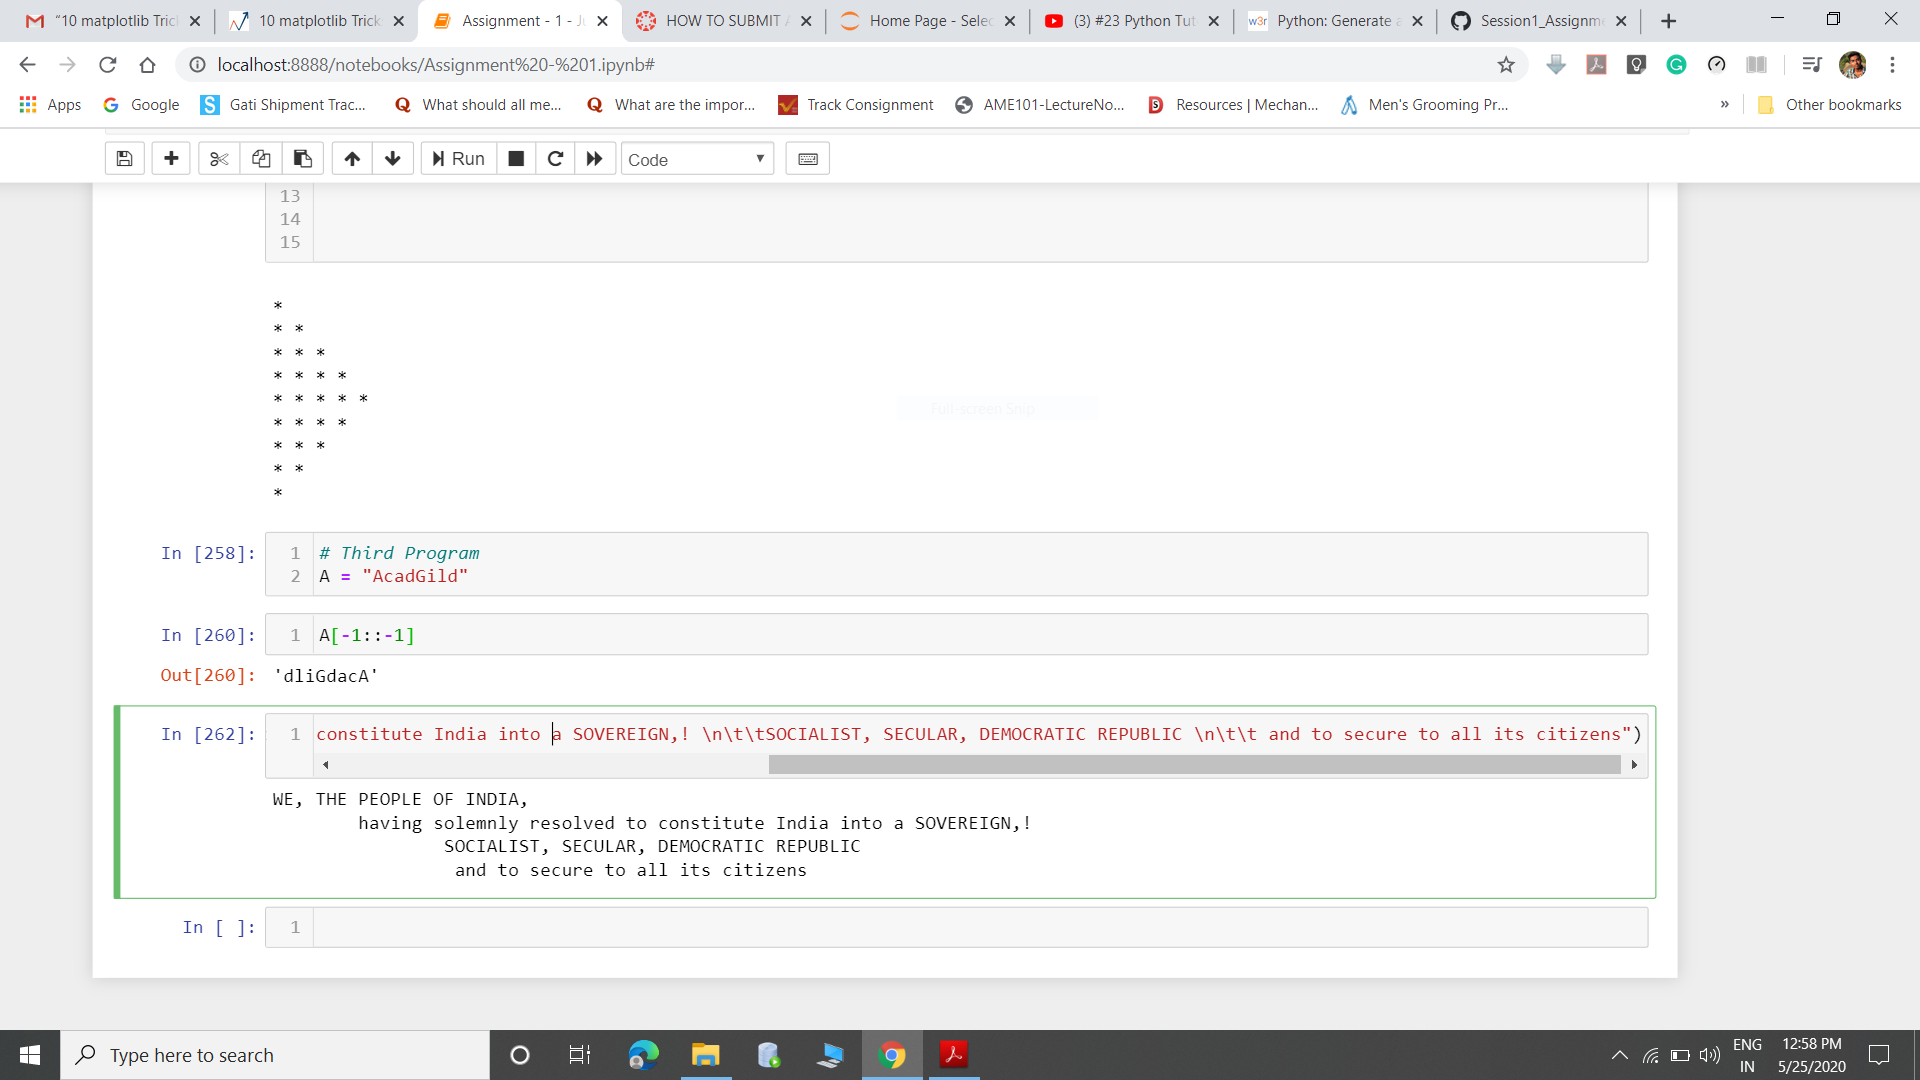 "10 matplotlib Tric
10 matplotlib Trick
Assignment - 1 - Ju
HOW TO SUBMIT A
Home Page - Selec
(3) #23 Python Tut
w3r Python: Generate a
Session1_Assignme
localhost:8888/notebooks/Assignment%20-%201.ipynb#
Apps
Google
Gati Shipment Trac...
What should all me...
What are the impor...
Track Consignment
AME101-LectureNo...
Resources | Mechan...
Men's Grooming Pr...
»
Other bookmarks
Run
Code
13
14
15
*
* *
* * *
* * * *
* * * * *
* * * *
* * *
* *
*
Full-screen Snip
In [258]:
1 # Third Program
2 A = "AcadGild"
In [260]:
1 A[-1::-1]
Out[260]: 'dliGdacA'
In [262]:
1 constitute India into a SOVEREIGN,! \n\t\tSOCIALIST, SECULAR, DEMOCRATIC REPUBLIC \n\t\t and to secure to all its citizens")
WE, THE PEOPLE OF INDIA,
having solemnly resolved to constitute India into a SOVEREIGN,!
SOCIALIST, SECULAR, DEMOCRATIC REPUBLIC
and to secure to all its citizens
In [ ]:
1
Type here to search
ENG
IN
12:58 PM
5/25/2020